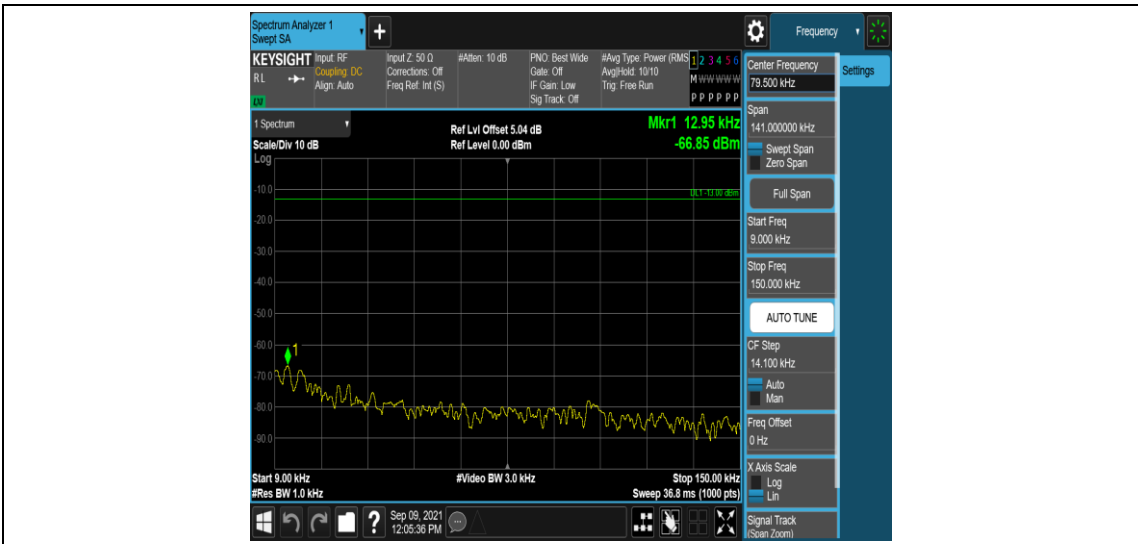 Spectrum Analyzer 1
Swept SA
+
Frequency
KEYSIGHT
RL
LXI
Input: RF
Coupling: DC
Align: Auto
Input Z: 50 Ω
Corrections: Off
Freq Ref: Int (S)
#Atten: 10 dB
PNO: Best Wide
Gate: Off
IF Gain: Low
Sig Track: Off
#Avg Type: Power (RMS
Avg|Hold: 10/10
Trig: Free Run
1 2 3 4 5 6
M W W W W W
P P P P P P
1 Spectrum
Scale/Div 10 dB
Ref Lvl Offset 5.04 dB
Ref Level 0.00 dBm
Mkr1 12.95 kHz
-66.85 dBm
Log
DL1 -13.00 dBm
-10.0
-20.0
-30.0
-40.0
-50.0
-60.0
-70.0
-80.0
-90.0
1
Start 9.00 kHz
#Res BW 1.0 kHz
#Video BW 3.0 kHz
Stop 150.00 kHz
Sweep 36.8 ms (1000 pts)
?
Sep 09, 2021
12:05:36 PM
Center Frequency
79.500 kHz
Span
141.000000 kHz
Swept Span
Zero Span
Full Span
Start Freq
9.000 kHz
Stop Freq
150.000 kHz
AUTO TUNE
CF Step
14.100 kHz
Auto
Man
Freq Offset
0 Hz
X Axis Scale
Log
Lin
Signal Track
(Span Zoom)
Settings